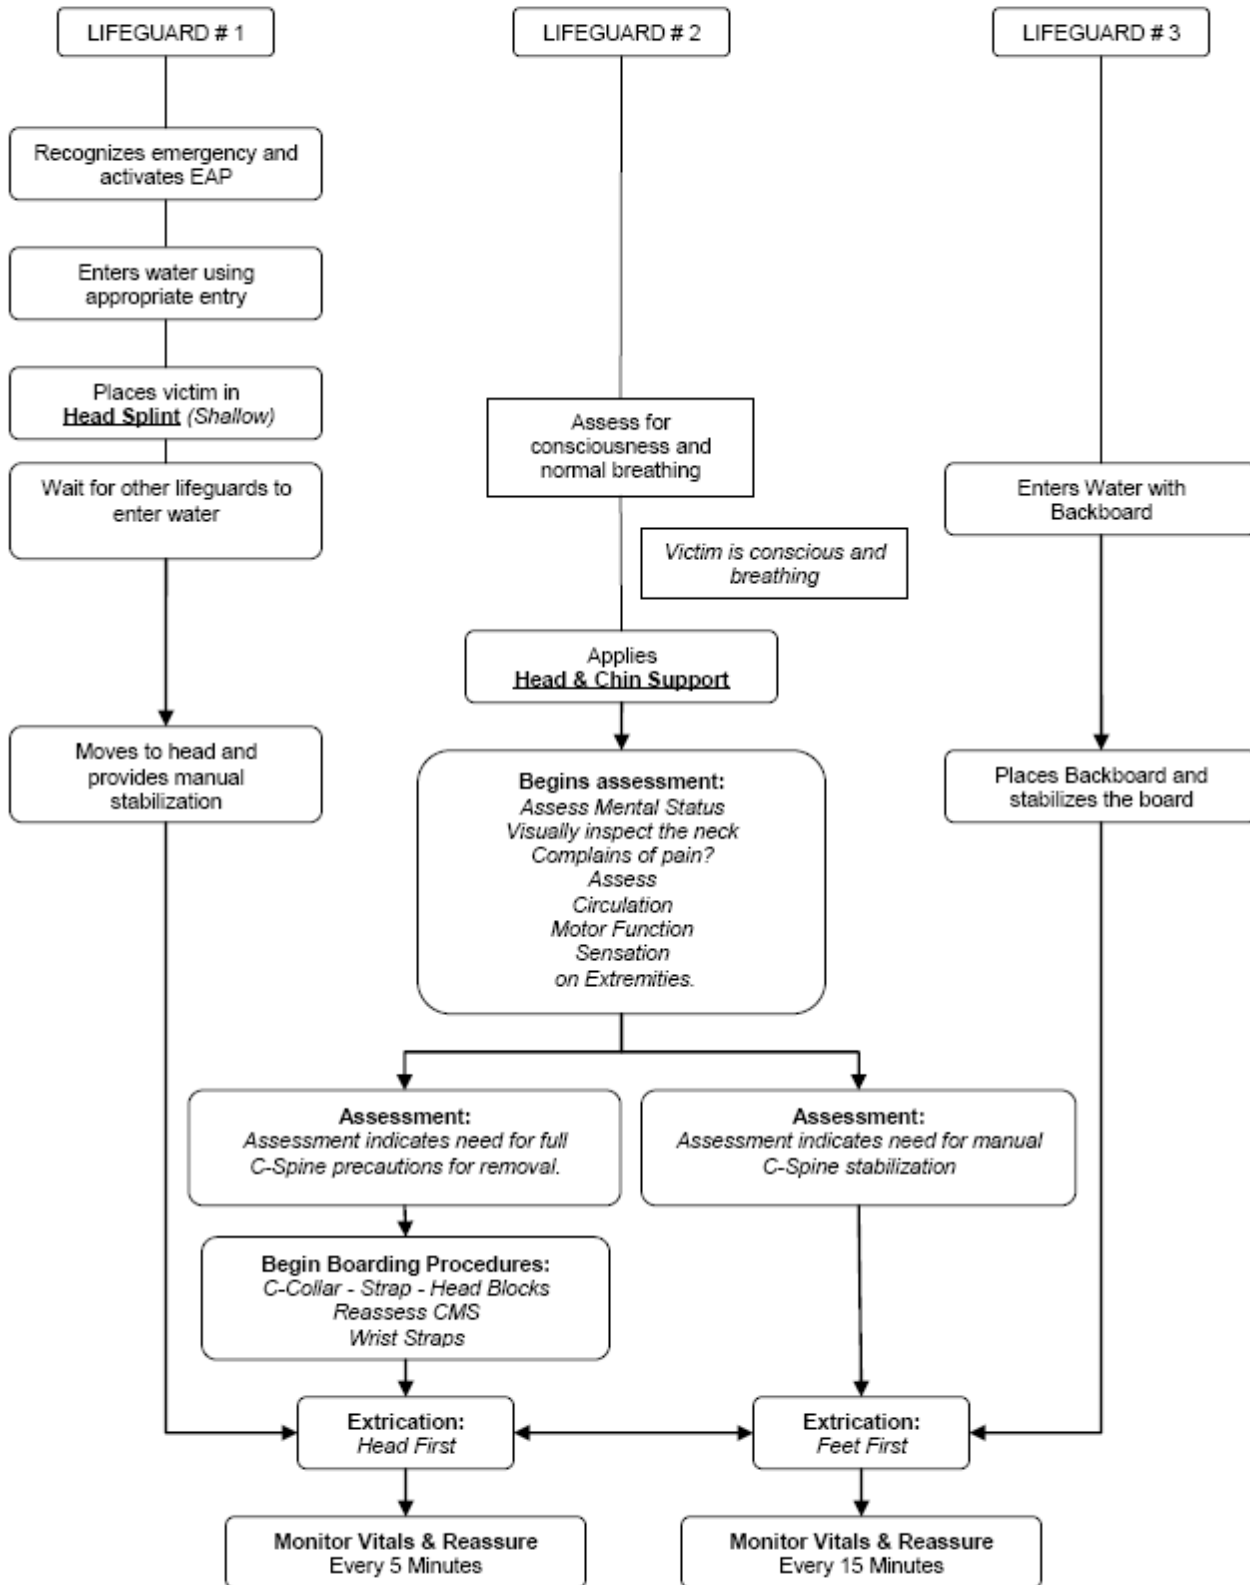 LIFEGUARD # 1
LIFEGUARD # 2
LIFEGUARD # 3
Recognizes emergency and
activates EAP
Enters water using
appropriate entry
Places victim in
Head Splint (Shallow)
Wait for other lifeguards to
enter water
Moves to head and
provides manual
stabilization
Assess for
consciousness and
normal breathing
Victim is conscious and
breathing
Applies
Head & Chin Support
Begins assessment:
Assess Mental Status
Visually inspect the neck
Complains of pain?
Assess
Circulation
Motor Function
Sensation
on Extremities.
Enters Water with
Backboard
Places Backboard and
stabilizes the board
Assessment:
Assessment indicates need for full
C-Spine precautions for removal.
Assessment:
Assessment indicates need for manual
C-Spine stabilization
Begin Boarding Procedures:
C-Collar - Strap - Head Blocks
Reassess CMS
Wrist Straps
Extrication:
Head First
Extrication:
Feet First
Monitor Vitals & Reassure
Every 5 Minutes
Monitor Vitals & Reassure
Every 15 Minutes